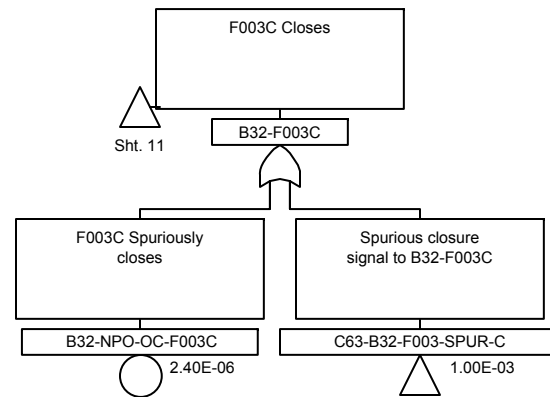 F003C Closes
B32-F003C
Sht. 11
F003C Spuriously
closes
Spurious closure
signal to B32-F003C
B32-NPO-OC-F003C
C63-B32-F003-SPUR-C
2.40E-06
1.00E-03